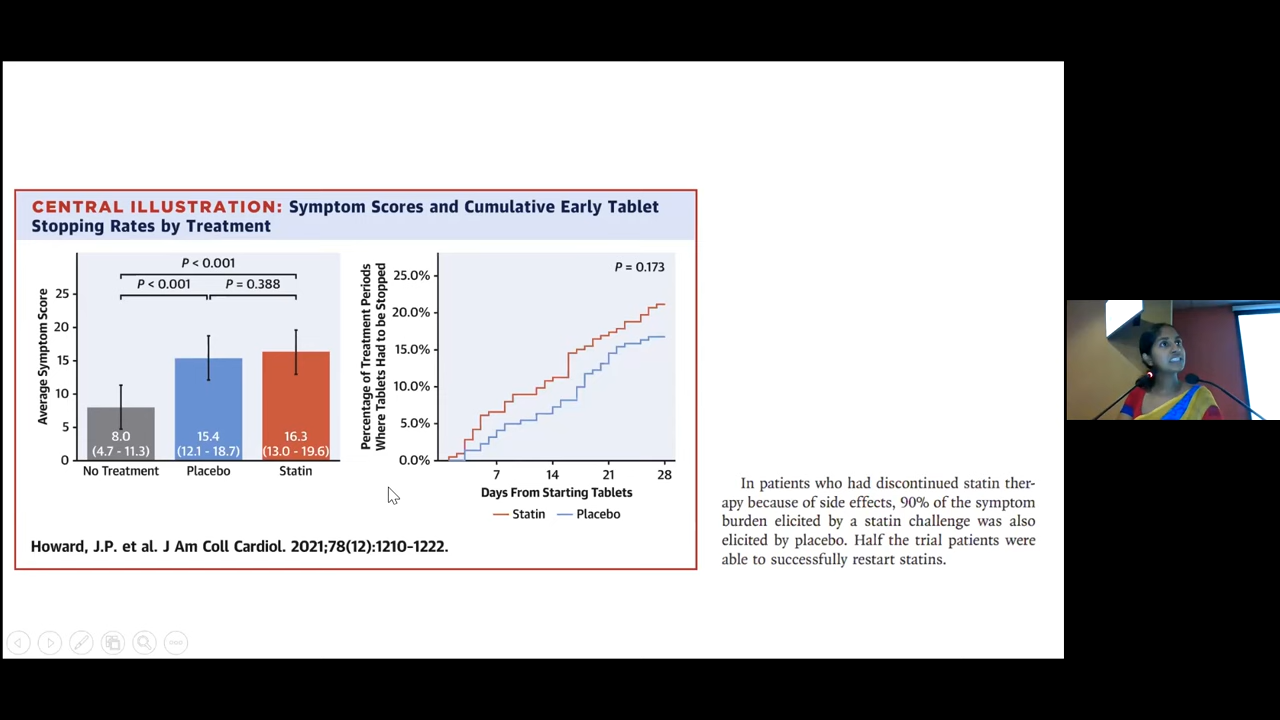 CENTRAL ILLUSTRATION: Symptom Scores and Cumulative Early Tablet
Stopping Rates by Treatment
Average Symptom Score
25
20
15
10
5
0
P < 0.001
P < 0.001
P = 0.388
8.0
(4.7 - 11.3)
15.4
(12.1 - 18.7)
16.3
(13.0 - 19.6)
No Treatment
Placebo
Statin
Percentage of Treatment Periods
Where Tablets Had to be Stopped
25.0%
20.0%
15.0%
10.0%
5.0%
0.0%
P = 0.173
7
14
21
28
Days From Starting Tablets
Statin
Placebo
Howard, J.P. et al. J Am Coll Cardiol. 2021;78(12):1210-1222.
In patients who had discontinued statin ther-
apy because of side effects, 90% of the symptom
burden elicited by a statin challenge was also
elicited by placebo. Half the trial patients were
able to successfully restart statins.